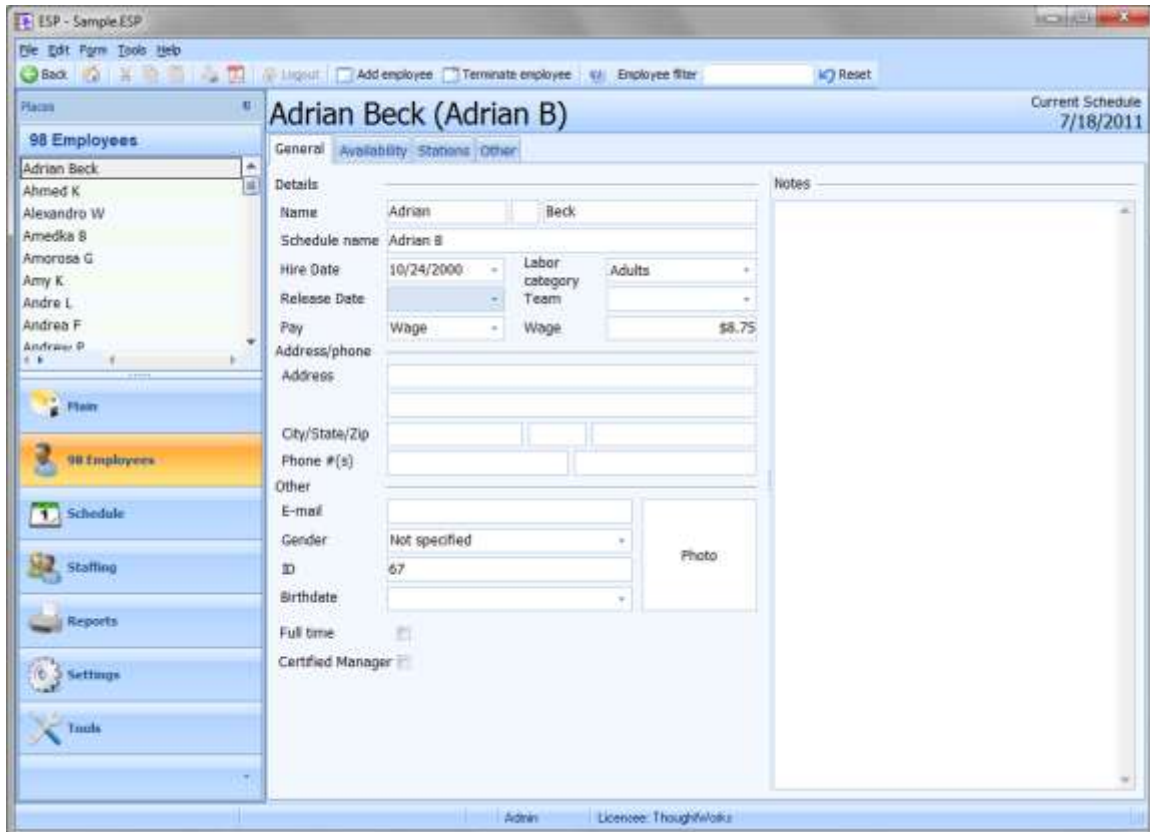 ESP - Sample.ESP
File Edit Form Tools Help
Back Logout Add employee Terminate employee Employee filter Reset
Places
98 Employees
Adrian Beck
Ahmed K
Alexandro W
Amedka B
Amorosa G
Amy K
Andre L
Andrea F
Andrew P
Main
98 Employees
Schedule
Staffing
Reports
Settings
Tools
Adrian Beck (Adrian B)
Current Schedule
7/18/2011
General Availability Stations Other
Details
Name Adrian Beck
Schedule name Adrian B
Hire Date 10/24/2000 Labor category Adults
Release Date Team
Pay Wage Wage $8.75
Address/phone
Address
City/State/Zip
Phone #(s)
Other
E-mail
Gender Not specified
ID 67
Birthdate
Photo
Full time
Certified Manager
Notes
Admin Licencee: ThoughtWorks